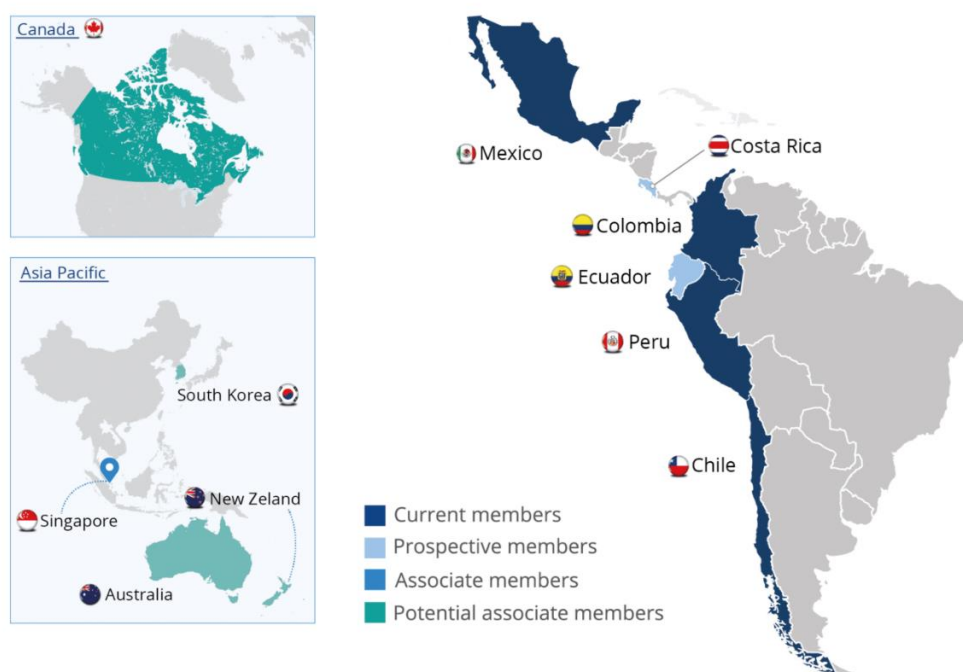 Canada
Asia Pacific
South Korea
New Zeland
Singapore
Australia
Mexico
Costa Rica
Colombia
Ecuador
Peru
Chile
Current members
Prospective members
Associate members
Potential associate members